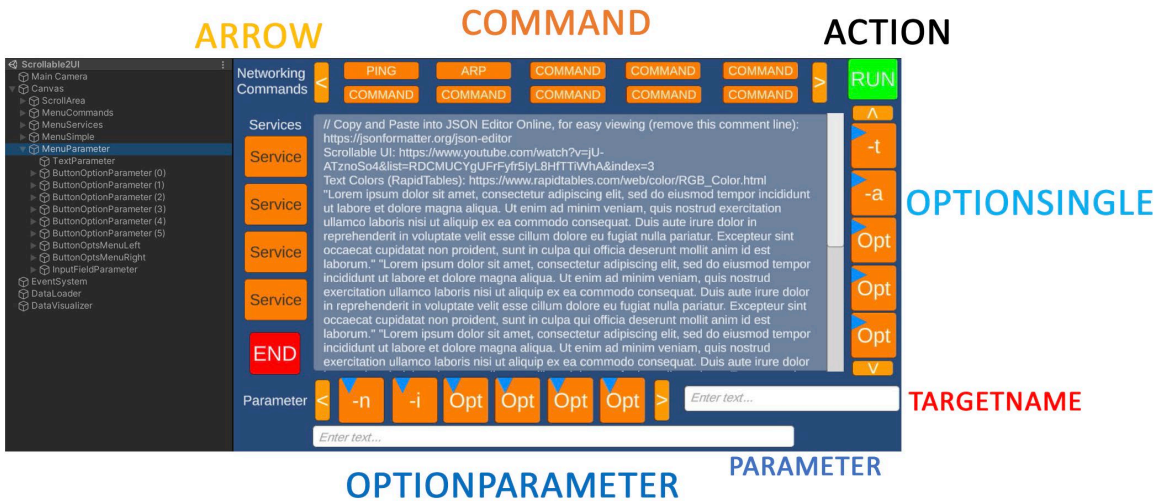 COMMAND
ARROW
ACTION
Scrollable2UI
Main Camera
Canvas
ScrollArea
MenuCommands
MenuServices
MenuSimple
MenuParameter
TextParameter
ButtonOptionParameter (0)
ButtonOptionParameter (1)
ButtonOptionParameter (2)
ButtonOptionParameter (3)
ButtonOptionParameter (4)
ButtonOptionParameter (5)
ButtonOptsMenuLeft
ButtonOptsMenuRight
InputFieldParameter
EventSystem
DataLoader
DataVisualizer
Networking
Commands
<
PING ARP COMMAND COMMAND COMMAND
COMMAND COMMAND COMMAND COMMAND COMMAND
>
RUN
Services
Service
Service
Service
Service
END
// Copy and Paste into JSON Editor Online, for easy viewing (remove this comment line):
https://jsonformatter.org/json-editor
Scrollable UI: https://www.youtube.com/watch?v=jU-
ATznoSo4&list=RDCMUCYgUFrFyfr5IyL8HfTTiWhA&index=3
Text Colors (RapidTables): https://www.rapidtables.com/web/color/RGB_Color.html
"Lorem ipsum dolor sit amet, consectetur adipiscing elit, sed do eiusmod tempor incididunt
ut labore et dolore magna aliqua. Ut enim ad minim veniam, quis nostrud exercitation
ullamco laboris nisi ut aliquip ex ea commodo consequat. Duis aute irure dolor in
reprehenderit in voluptate velit esse cillum dolore eu fugiat nulla pariatur. Excepteur sint
occaecat cupidatat non proident, sunt in culpa qui officia deserunt mollit anim id est
laborum." "Lorem ipsum dolor sit amet, consectetur adipiscing elit, sed do eiusmod tempor
incididunt ut labore et dolore magna aliqua. Ut enim ad minim veniam, quis nostrud
exercitation ullamco laboris nisi ut aliquip ex ea commodo consequat. Duis aute irure dolor
in reprehenderit in voluptate velit esse cillum dolore eu fugiat nulla pariatur. Excepteur sint
occaecat cupidatat non proident, sunt in culpa qui officia deserunt mollit anim id est
laborum." "Lorem ipsum dolor sit amet, consectetur adipiscing elit, sed do eiusmod tempor
incididunt ut labore et dolore magna aliqua. Ut enim ad minim veniam, quis nostrud
exercitation ullamco laboris nisi ut aliquip ex ea commodo consequat. Duis aute irure dolor
Λ
-t
-a
Opt
Opt
Opt
V
OPTIONSINGLE
Parameter < -n -i Opt Opt Opt Opt >
Enter text...
TARGETNAME
Enter text...
PARAMETER
OPTIONPARAMETER